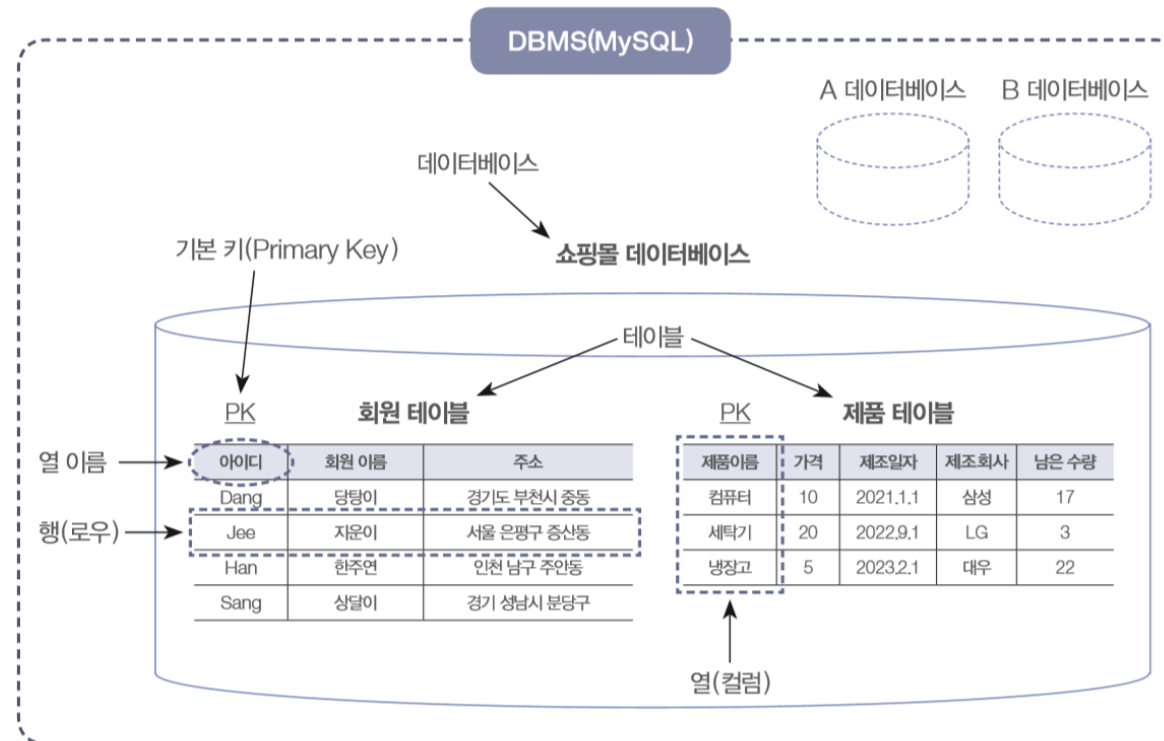 DBMS(MySQL)
A 데이터베이스
B 데이터베이스
데이터베이스
기본 키(Primary Key)
쇼핑몰 데이터베이스
테이블
PK
회원 테이블
PK
제품 테이블
열 이름
아이디 회원 이름 주소
Dang 당탕이 경기도 부천시 중동
행(로우)
Jee 지운이 서울 은평구 증산동
Han 한주연 인천 남구 주안동
Sang 상달이 경기 성남시 분당구
제품이름 가격 제조일자 제조회사 남은 수량
컴퓨터 10 2021.1.1 삼성 17
세탁기 20 2022.9.1 LG 3
냉장고 5 2023.2.1 대우 22
열(컬럼)